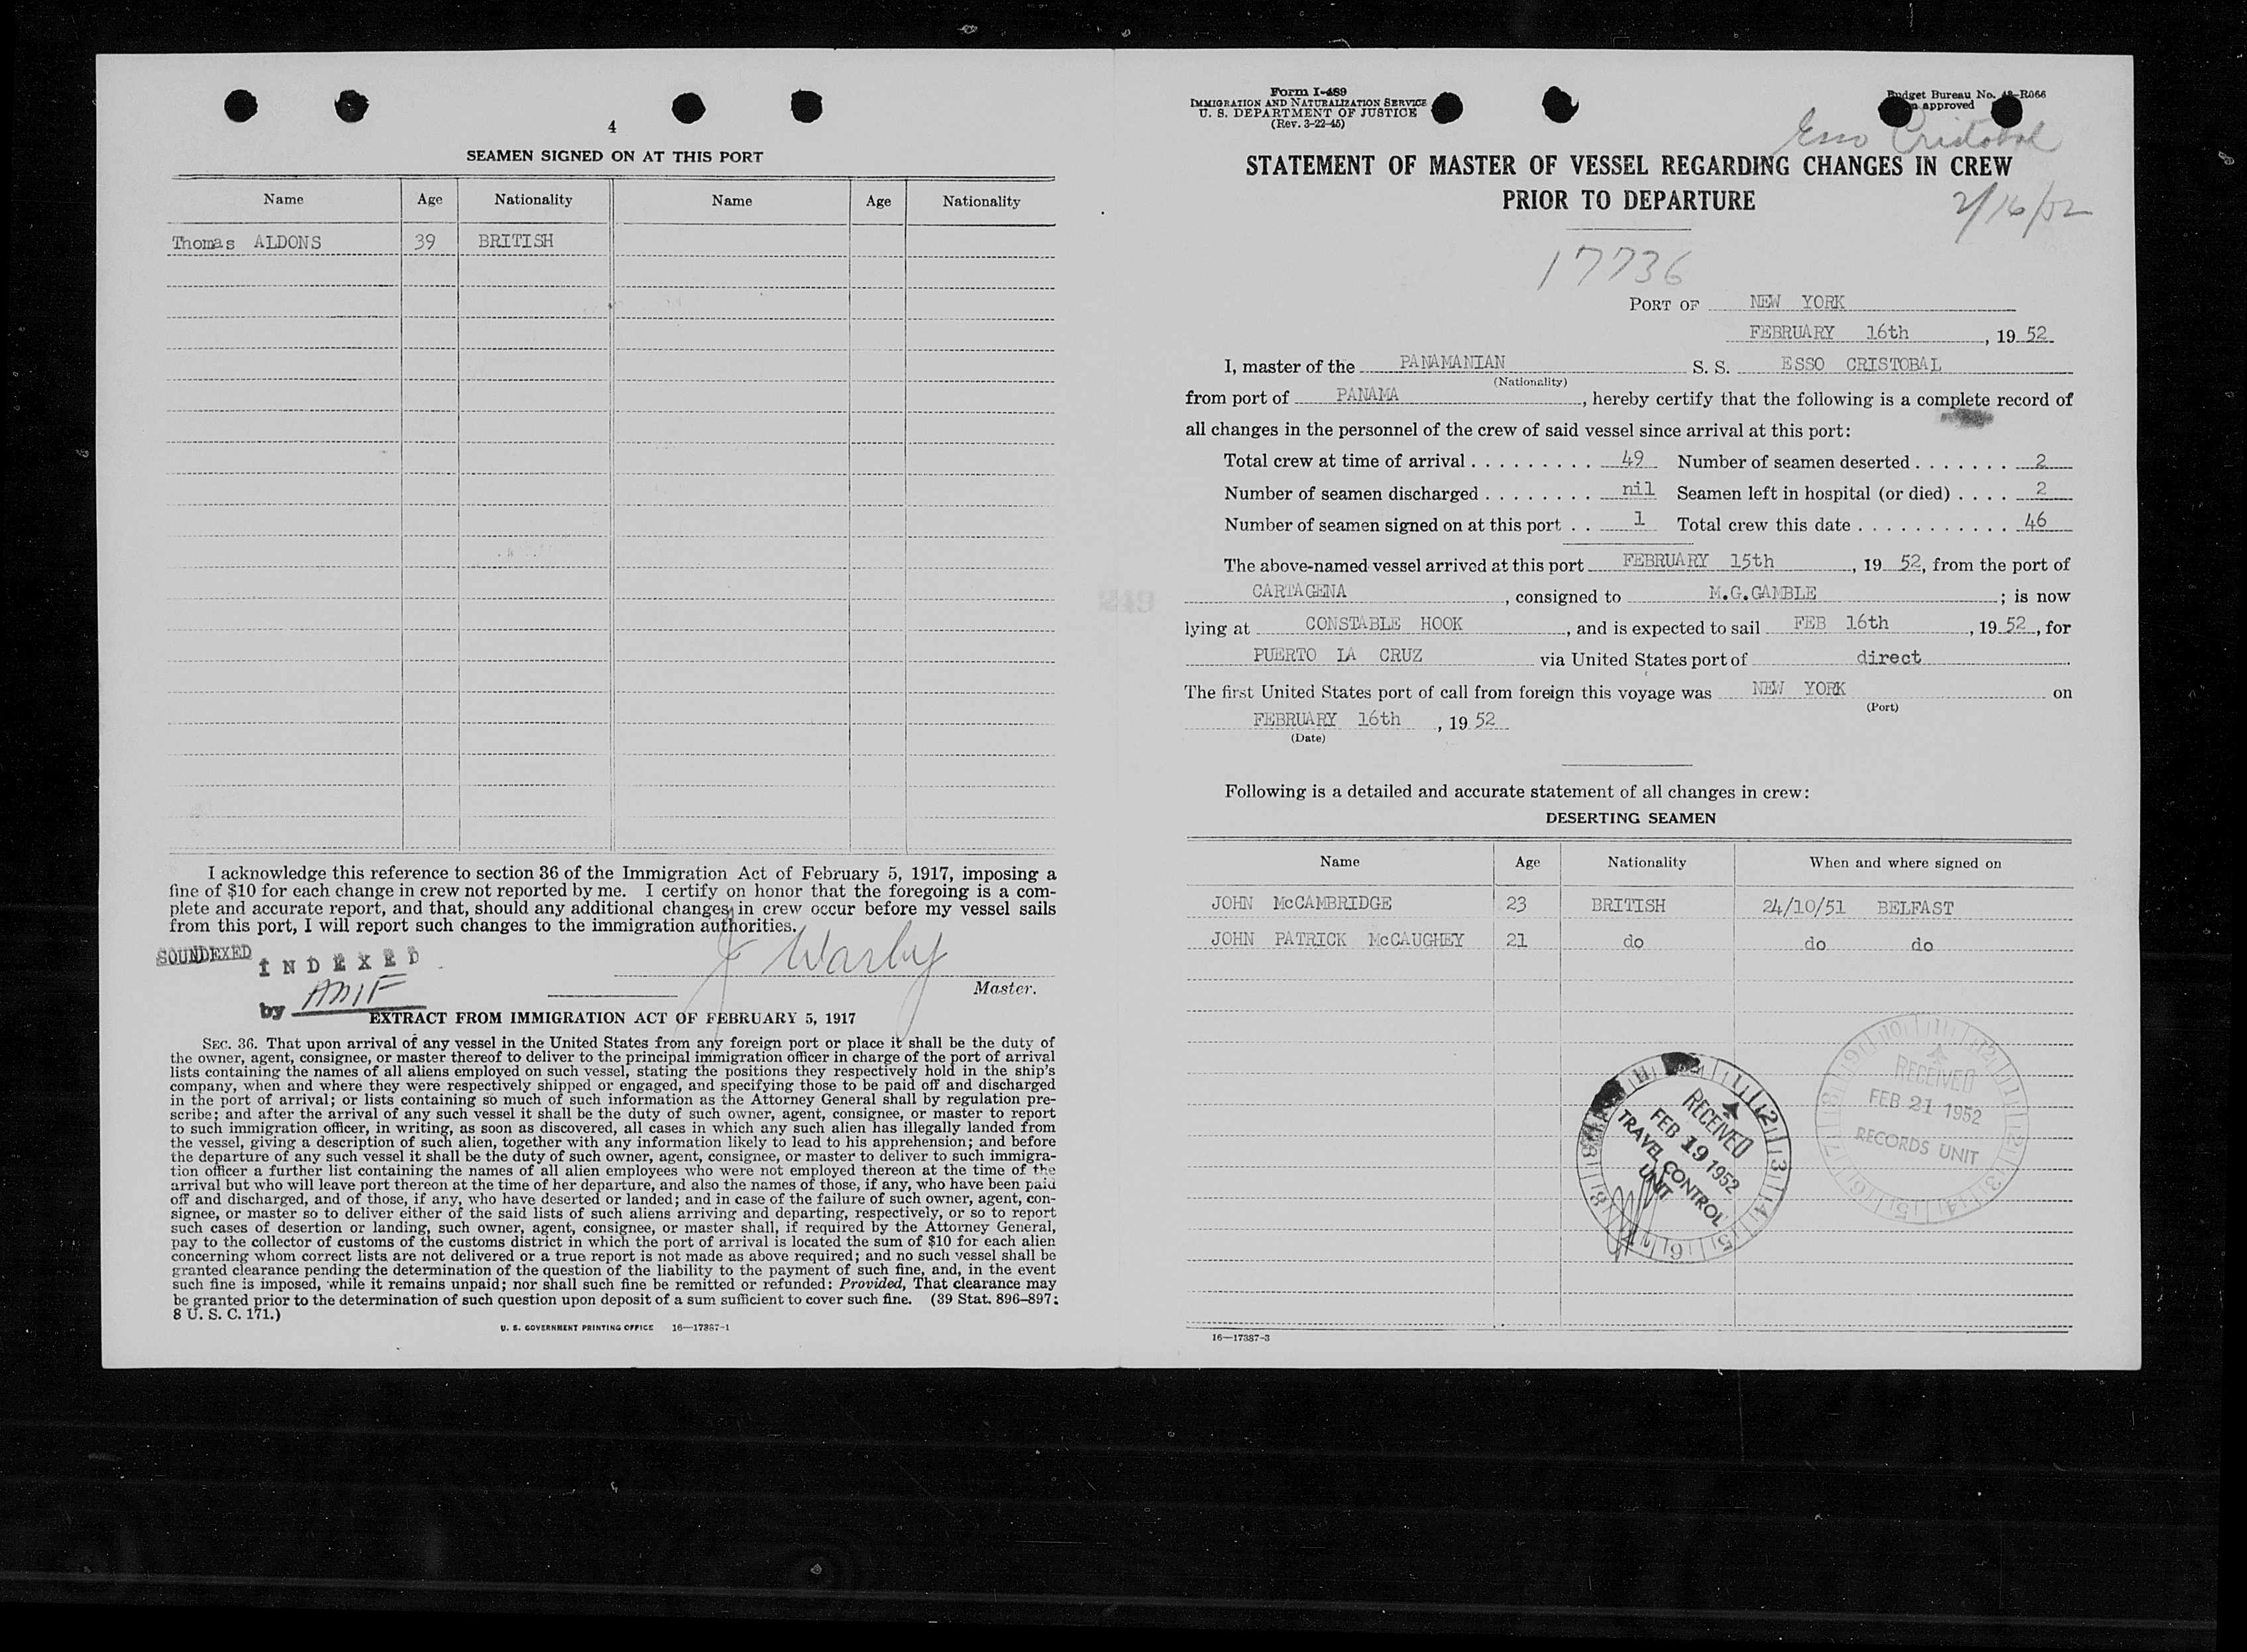 4
SEAMEN SIGNED ON AT THIS PORT
Name Age Nationality Name Age Nationality
Thomas ALDONS 39 BRITISH
I acknowledge this reference to section 36 of the Immigration Act of February 5, 1917, imposing a
fine of $10 for each change in crew not reported by me. I certify on honor that the foregoing is a com-
plete and accurate report, and that, should any additional changes in crew occur before my vessel sails
from this port, I will report such changes to the immigration authorities.
SOUNDEXED
INDEXED
J Warby
Master.
by
EXTRACT FROM IMMIGRATION ACT OF FEBRUARY 5, 1917
SEC. 36. That upon arrival of any vessel in the United States from any foreign port or place it shall be the duty of
the owner, agent, consignee, or master thereof to deliver to the principal immigration officer in charge of the port of arrival
lists containing the names of all aliens employed on such vessel, stating the positions they respectively hold in the ship's
company, when and where they were respectively shipped or engaged, and specifying those to be paid off and discharged
in the port of arrival; or lists containing so much of such information as the Attorney General shall by regulation pre-
scribe; and after the arrival of any such vessel it shall be the duty of such owner, agent, consignee, or master to report
to such immigration officer, in writing, as soon as discovered, all cases in which any such alien has illegally landed from
the vessel, giving a description of such alien, together with any information likely to lead to his apprehension; and before
the departure of any such vessel it shall be the duty of such owner, agent, consignee, or master to deliver to such immigra-
tion officer a further list containing the names of all alien employees who were not employed thereon at the time of the
arrival but who will leave port thereon at the time of her departure, and also the names of those, if any, who have been paid
off and discharged, and of those, if any, who have deserted or landed; and in case of the failure of such owner, agent, con-
signee, or master so to deliver either of the said lists of such aliens arriving and departing, respectively, or so to report
such cases of desertion or landing, such owner, agent, consignee, or master shall, if required by the Attorney General,
pay to the collector of customs of the customs district in which the port of arrival is located the sum of $10 for each alien
concerning whom correct lists are not delivered or a true report is not made as above required; and no such vessel shall be
granted clearance pending the determination of the question of the liability to the payment of such fine, and, in the event
such fine is imposed, while it remains unpaid; nor shall such fine be remitted or refunded: Provided, That clearance may
be granted prior to the determination of such question upon deposit of a sum sufficient to cover such fine. (39 Stat. 896–897;
8 U. S. C. 171.)
U. S. GOVERNMENT PRINTING OFFICE 16—17387-1
Form I-489
IMMIGRATION AND NATURALIZATION SERVICE
U. S. DEPARTMENT OF JUSTICE
(Rev. 3-22-45)
Budget Bureau No. 43-R066
approved
Esso Cristobal
STATEMENT OF MASTER OF VESSEL REGARDING CHANGES IN CREW
PRIOR TO DEPARTURE
2/16/52
17736
PORT OF NEW YORK
FEBRUARY 16th, 19 52
I, master of the PANAMANIAN S. S. ESSO CRISTOBAL
(Nationality)
from port of PANAMA, hereby certify that the following is a complete record of
all changes in the personnel of the crew of said vessel since arrival at this port:
Total crew at time of arrival . . . . . . . . . 49 Number of seamen deserted . . . . . . . 2
Number of seamen discharged . . . . . . . . nil Seamen left in hospital (or died) . . . . 2
Number of seamen signed on at this port . . 1 Total crew this date . . . . . . . . . . . 46
The above-named vessel arrived at this port FEBRUARY 15th, 19 52, from the port of
CARTAGENA, consigned to M.G.GAMBLE; is now
lying at CONSTABLE HOOK, and is expected to sail FEB 16th, 19 52, for
PUERTO LA CRUZ via United States port of direct
The first United States port of call from foreign this voyage was NEW YORK on
(Port)
FEBRUARY 16th, 19 52
(Date)
Following is a detailed and accurate statement of all changes in crew:
DESERTING SEAMEN
Name Age Nationality When and where signed on
JOHN McCAMBRIDGE 23 BRITISH 24/10/51 BELFAST
JOHN PATRICK McCAUGHEY 21 do do do
RECEIVED
FEB 19 1952
TRAVEL CONTROL
UNIT
RECEIVED
FEB 21 1952
RECORDS UNIT
16—17387-3